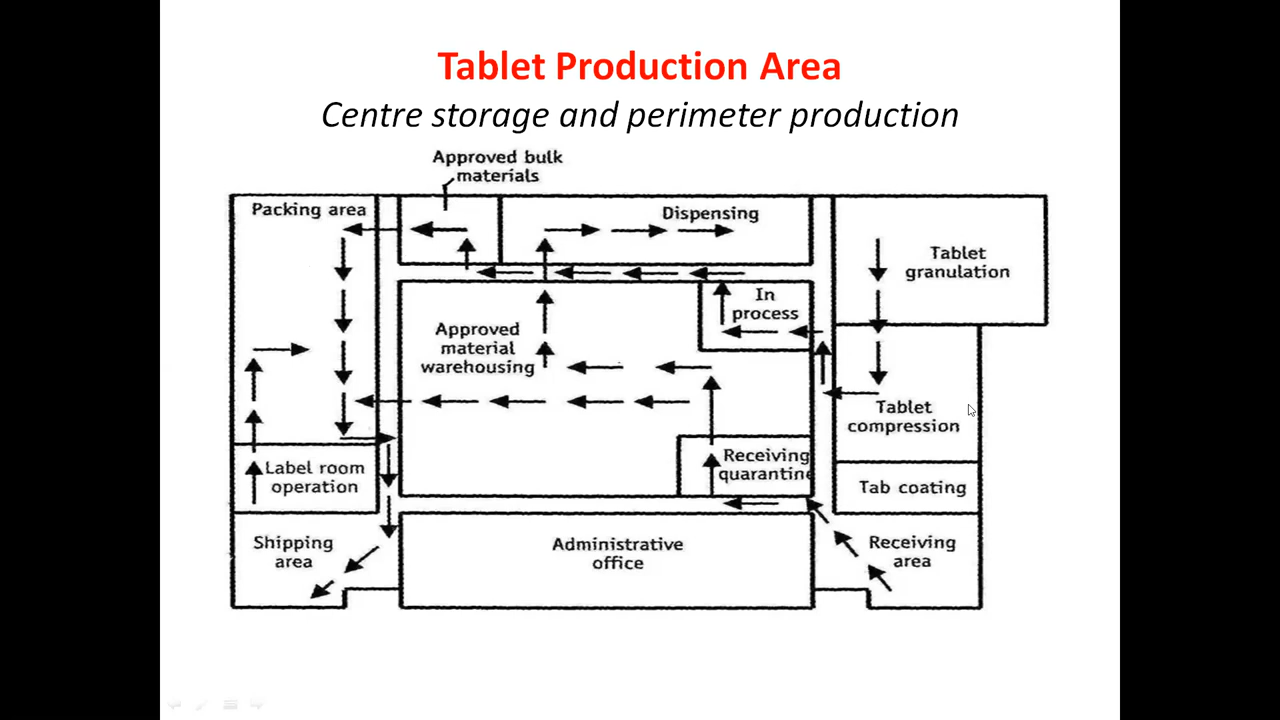 Tablet Production Area
Centre storage and perimeter production
Approved bulk
materials
Packing area
Dispensing
Tablet
granulation
In
process
Approved
material
warehousing
Tablet
compression
Receiving
quarantine
Label room
operation
Tab coating
Shipping
area
Administrative
office
Receiving
area